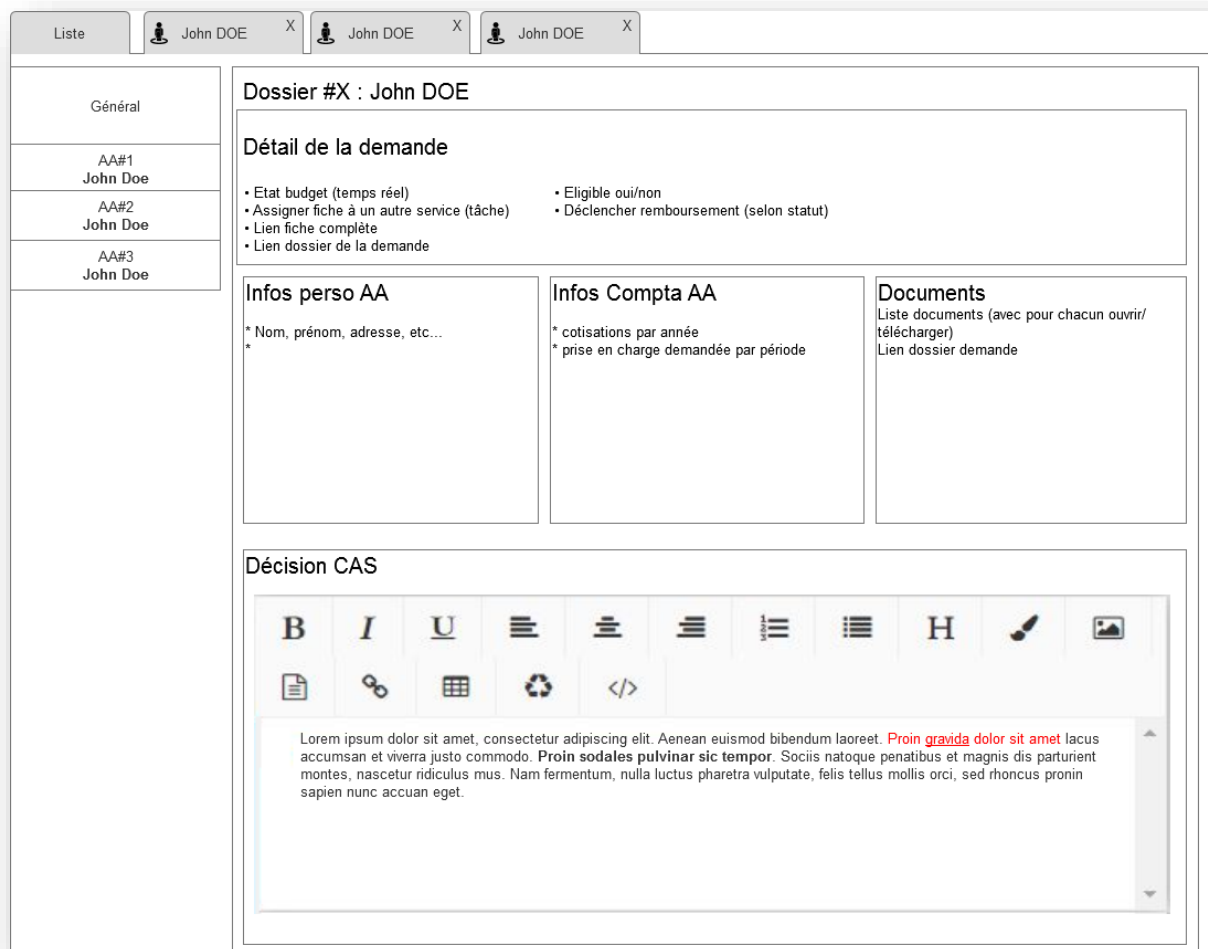 Liste
John DOE X
John DOE X
John DOE X
Général
AA#1
John Doe
AA#2
John Doe
AA#3
John Doe
Dossier #X : John DOE
Détail de la demande
• Etat budget (temps réel)
• Assigner fiche à un autre service (tâche)
• Lien fiche complète
• Lien dossier de la demande
• Eligible oui/non
• Déclencher remboursement (selon statut)
Infos perso AA
* Nom, prénom, adresse, etc...
*
Infos Compta AA
* cotisations par année
* prise en charge demandée par période
Documents
Liste documents (avec pour chacun ouvrir/
télécharger)
Lien dossier demande
Décision CAS
B I U H </>
Lorem ipsum dolor sit amet, consectetur adipiscing elit. Aenean euismod bibendum laoreet. Proin gravida dolor sit amet lacus
accumsan et viverra justo commodo. Proin sodales pulvinar sic tempor. Sociis natoque penatibus et magnis dis parturient
montes, nascetur ridiculus mus. Nam fermentum, nulla luctus pharetra vulputate, felis tellus mollis orci, sed rhoncus pronin
sapien nunc accuan eget.